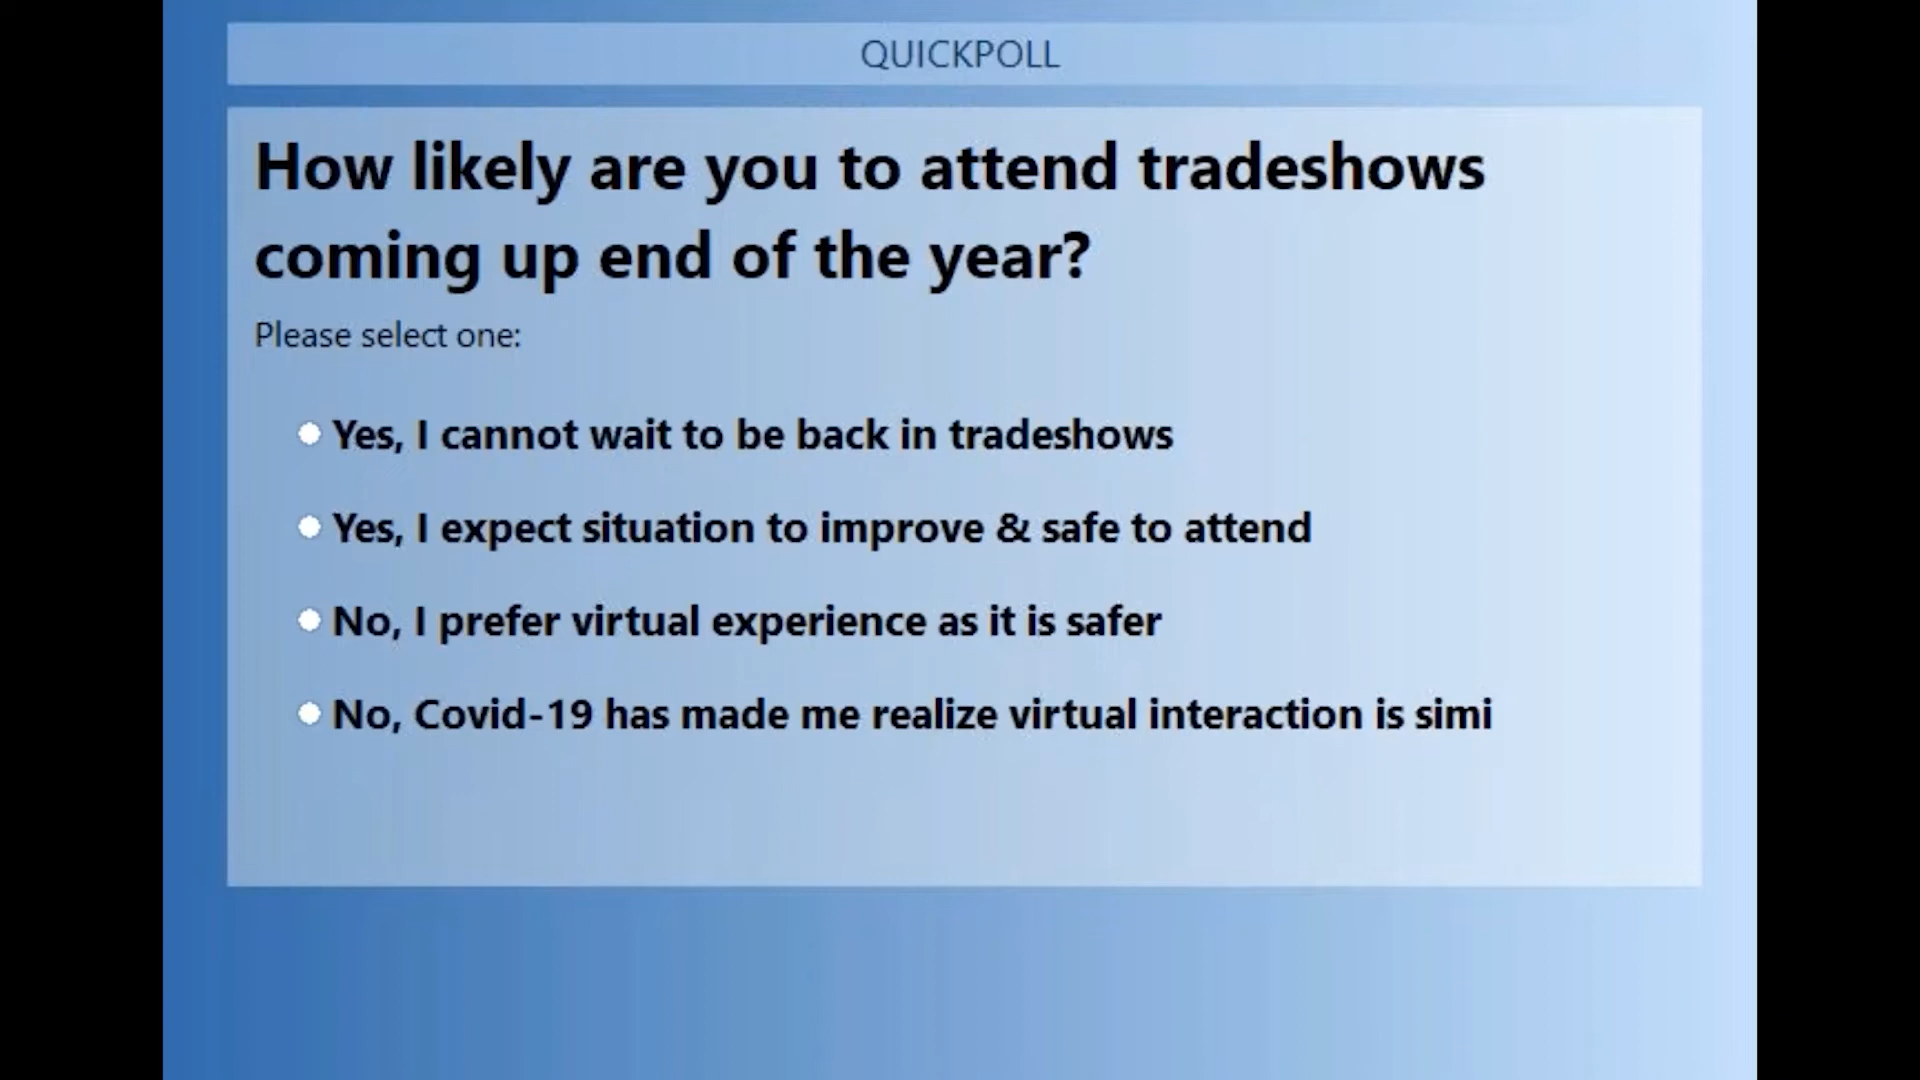 QUICKPOLL
How likely are you to attend tradeshows
coming up end of the year?
Please select one:
Yes, I cannot wait to be back in tradeshows
Yes, I expect situation to improve & safe to attend
No, I prefer virtual experience as it is safer
No, Covid-19 has made me realize virtual interaction is simi